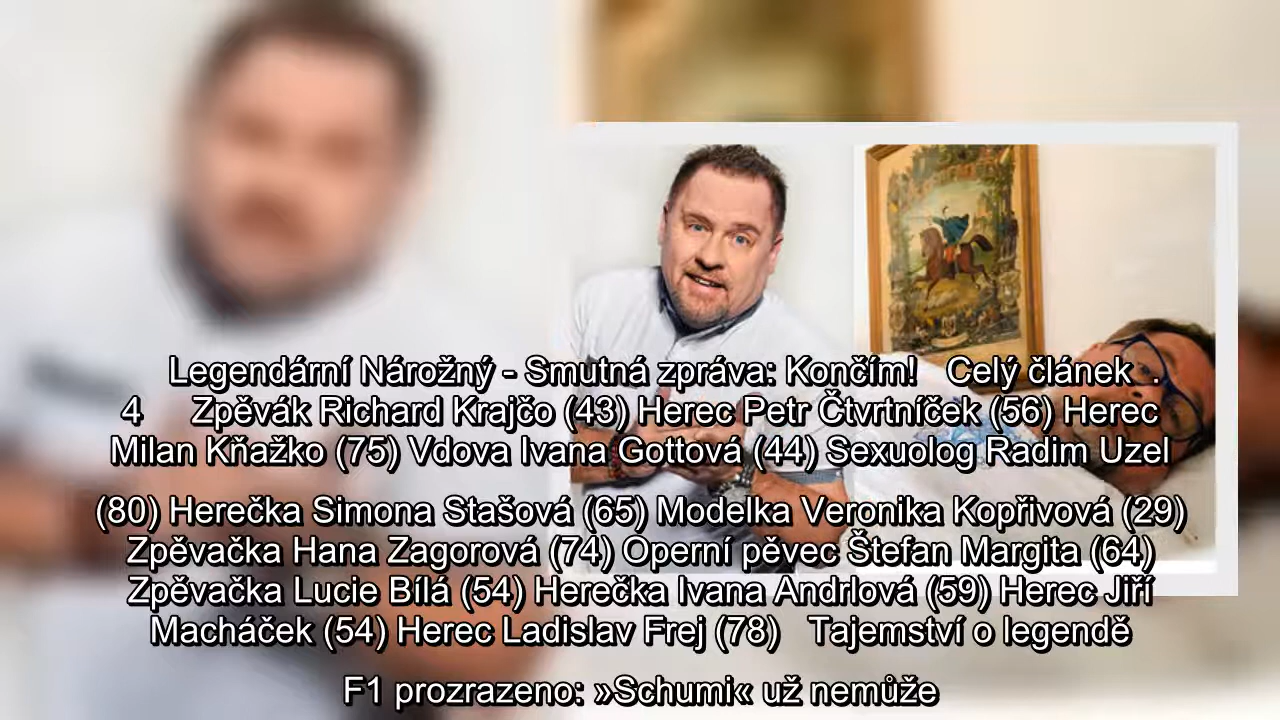 Legendární Nárožný - Smutná zpráva: Končím! Celý článek .
4 Zpěvák Richard Krajčo (43) Herec Petr Čtvrtníček (56) Herec
Milan Kňažko (75) Vdova Ivana Gottová (44) Sexuolog Radim Uzel
(80) Herečka Simona Stašová (65) Modelka Veronika Kopřivová (29)
Zpěvačka Hana Zagorová (74) Operní pěvec Štefan Margita (64)
Zpěvačka Lucie Bílá (54) Herečka Ivana Andrlová (59) Herec Jiří
Macháček (54) Herec Ladislav Frej (78) Tajemství o legendě
F1 prozrazeno: »Schumi« už nemůže